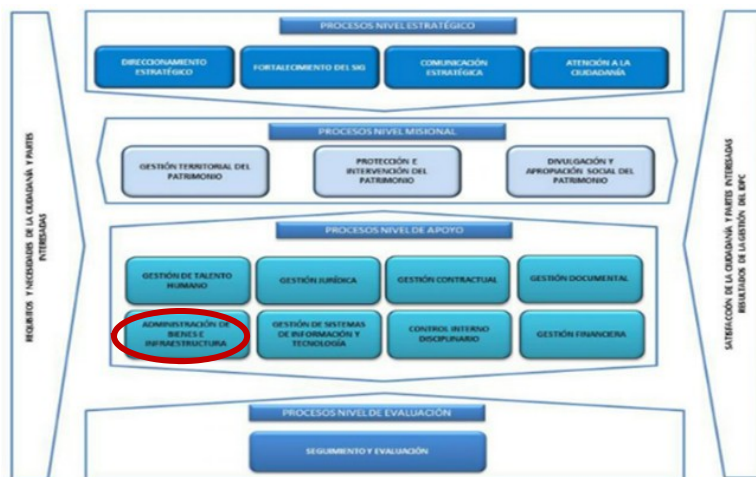 PROCESOS NIVEL ESTRATÉGICO
DIRECCIONAMIENTO
ESTRATÉGICO
FORTALECIMIENTO DEL SIG
COMUNICACIÓN
ESTRATÉGICA
ATENCIÓN A LA
CIUDADANÍA
PROCESOS NIVEL MISIONAL
GESTIÓN TERRITORIAL DEL
PATRIMONIO
PROTECCIÓN E
INTERVENCIÓN DEL
PATRIMONIO
DIVULGACIÓN Y
APROPIACIÓN SOCIAL DEL
PATRIMONIO
PROCESOS NIVEL DE APOYO
GESTIÓN DE TALENTO
HUMANO
GESTIÓN JURÍDICA
GESTIÓN CONTRACTUAL
GESTIÓN DOCUMENTAL
ADMINISTRACIÓN DE
BIENES E
INFRAESTRUCTURA
GESTIÓN DE SISTEMAS
DE INFORMACIÓN Y
TECNOLOGÍA
CONTROL INTERNO
DISCIPLINARIO
GESTIÓN FINANCIERA
PROCESOS NIVEL DE EVALUACIÓN
SEGUIMIENTO Y EVALUACIÓN
REQUISITOS Y NECESIDADES DE LA CIUDADANÍA Y PARTES
INTERESADAS
SATISFACCIÓN DE LA CIUDADANÍA Y PARTES INTERESADAS
RESULTADOS DE LA GESTIÓN DEL IDPC